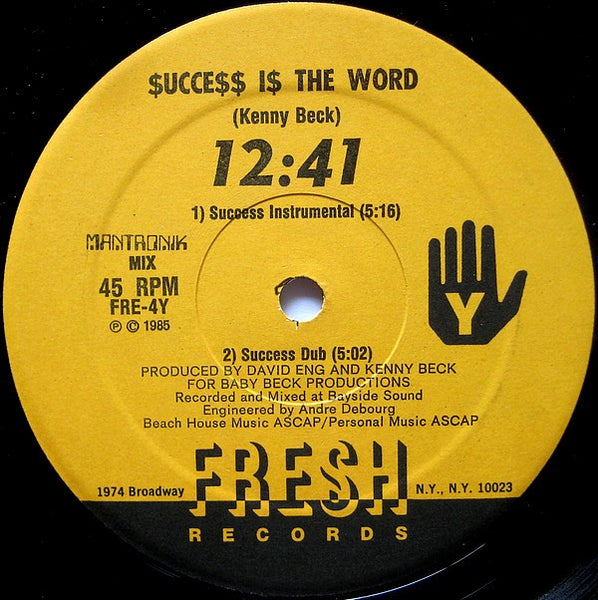 $UCCE$$ I$ THE WORD
(Kenny Beck)
12:41
1) Success Instrumental (5:16)
MANTRONIK
MIX
45 RPM
FRE-4Y
℗ © 1985
Y
2) Success Dub (5:02)
PRODUCED BY DAVID ENG AND KENNY BECK
FOR BABY BECK PRODUCTIONS
Recorded and Mixed at Bayside Sound
Engineered by Andre Debourg
Beach House Music ASCAP/Personal Music ASCAP
1974 Broadway
FRESH
N.Y., N.Y. 10023
RECORDS